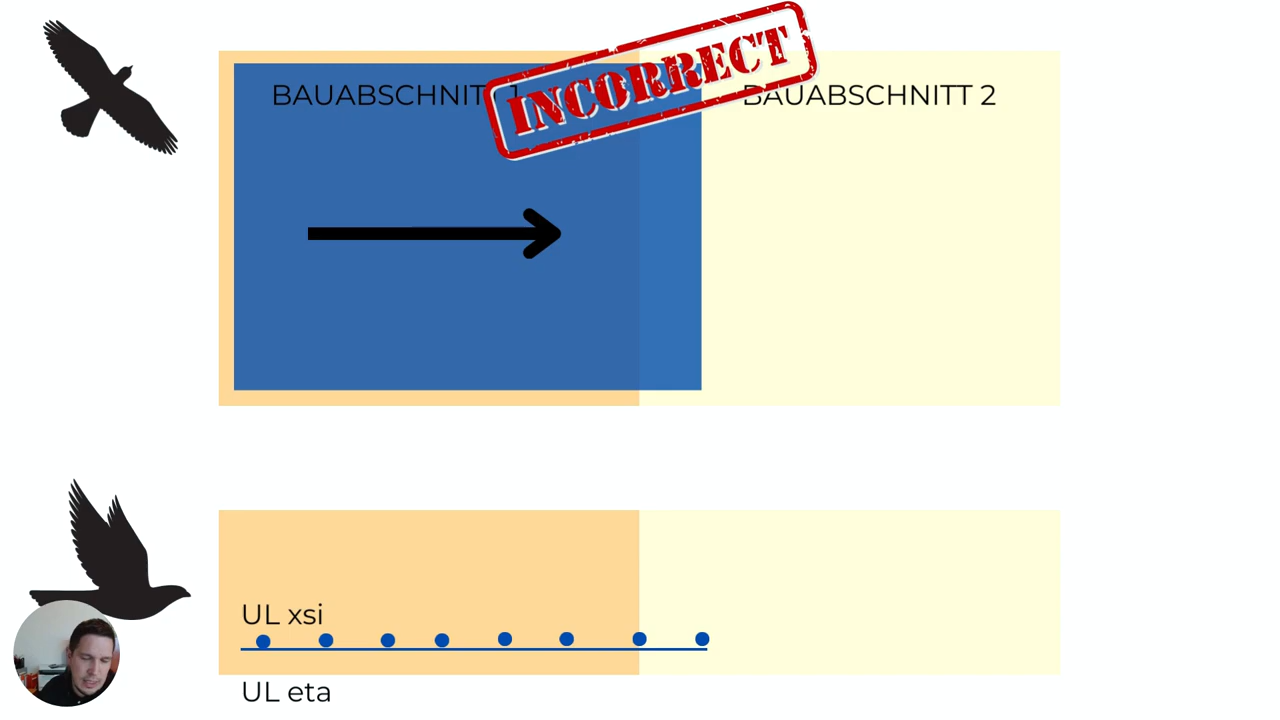 INCORRECT
BAUABSCHNITT 1
BAUABSCHNITT 2
UL xsi
UL eta